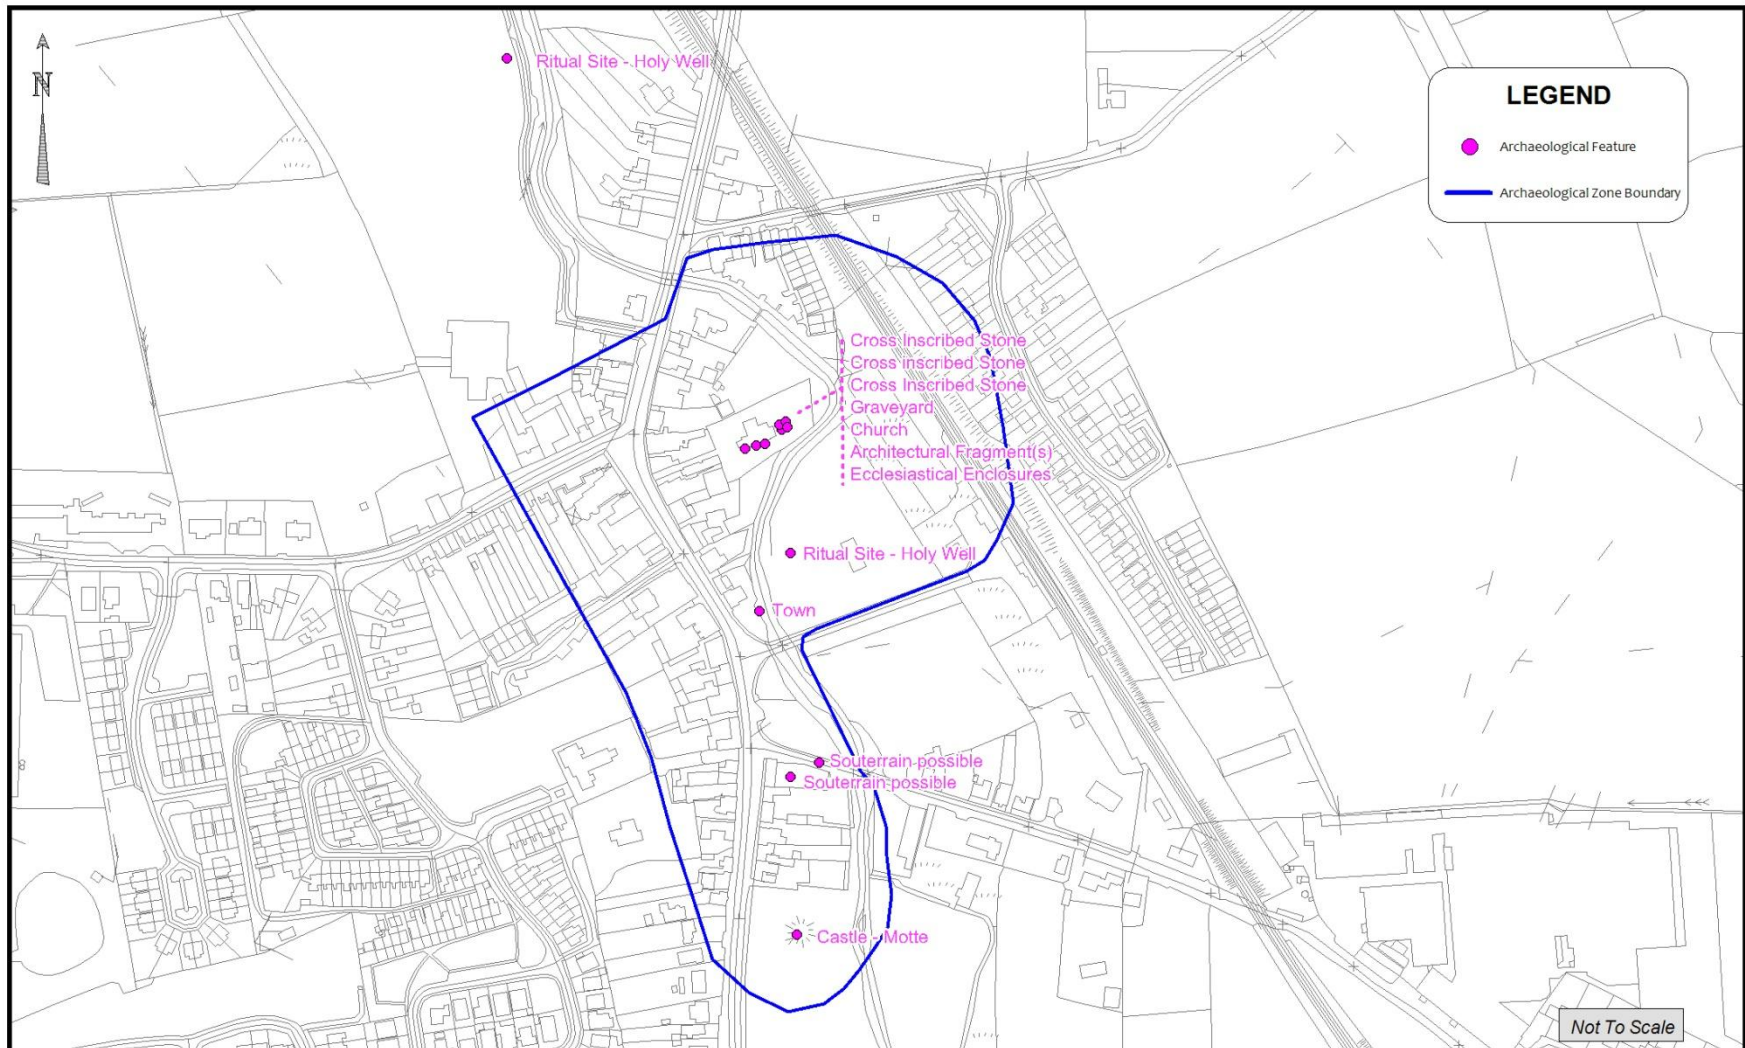 N
Ritual Site - Holy Well
LEGEND
Archaeological Feature
Archaeological Zone Boundary
Cross Inscribed Stone
Cross inscribed Stone
Cross Inscribed Stone
Graveyard
Church
Architectural Fragment(s)
Ecclesiastical Enclosures
Ritual Site - Holy Well
Town
Souterrain possible
Souterrain possible
Castle - Motte
Not To Scale